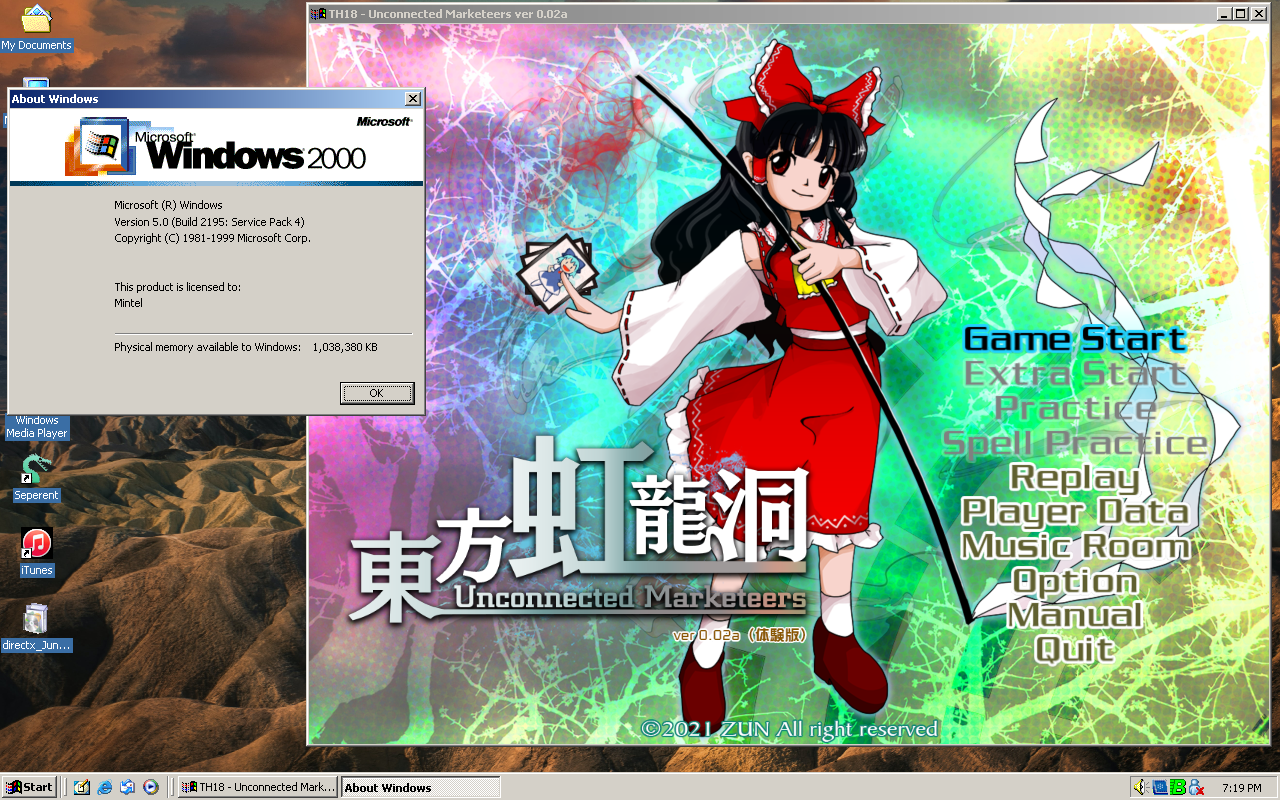 My Documents
TH18 - Unconnected Marketeers ver 0.02a
About Windows
Microsoft
Microsoft
Windows 2000
Microsoft (R) Windows
Version 5.0 (Build 2195: Service Pack 4)
Copyright (C) 1981-1999 Microsoft Corp.
This product is licensed to:
Mintel
Physical memory available to Windows: 1,038,380 KB
OK
Windows
Media Player
Seperent
iTunes
directx_Jun...
Game Start
Extra Start
Practice
Spell Practice
Replay
Player Data
Music Room
Option
Manual
Quit
東方虹龍洞
Unconnected Marketeers
ver 0.02a (体験版)
©2021 ZUN All right reserved
Start
TH18 - Unconnected Mark...
About Windows
7:19 PM